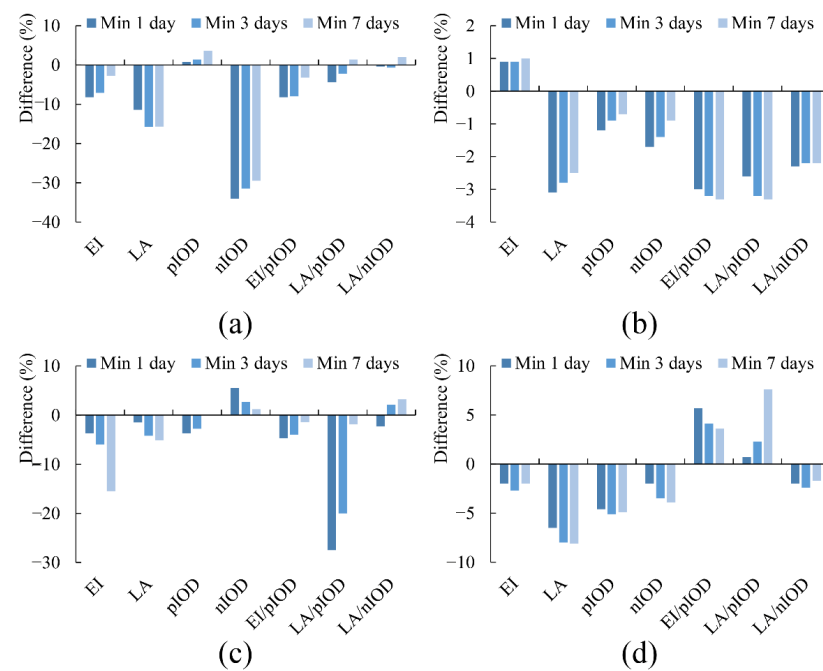 Min 1 day Min 3 days Min 7 days
Difference (%)
10
0
−10
−20
−30
−40
EI
LA
pIOD
nIOD
EI/pIOD
LA/pIOD
LA/nIOD
(a)
Min 1 day Min 3 days Min 7 days
Difference (%)
2
1
0
−1
−2
−3
−4
EI
LA
pIOD
nIOD
EI/pIOD
LA/pIOD
LA/nIOD
(b)
Min 1 day Min 3 days Min 7 days
Difference (%)
10
0
−10
−20
−30
EI
LA
pIOD
nIOD
EI/pIOD
LA/pIOD
LA/nIOD
(c)
Min 1 day Min 3 days Min 7 days
Difference (%)
10
5
0
−5
−10
EI
LA
pIOD
nIOD
EI/pIOD
LA/pIOD
LA/nIOD
(d)